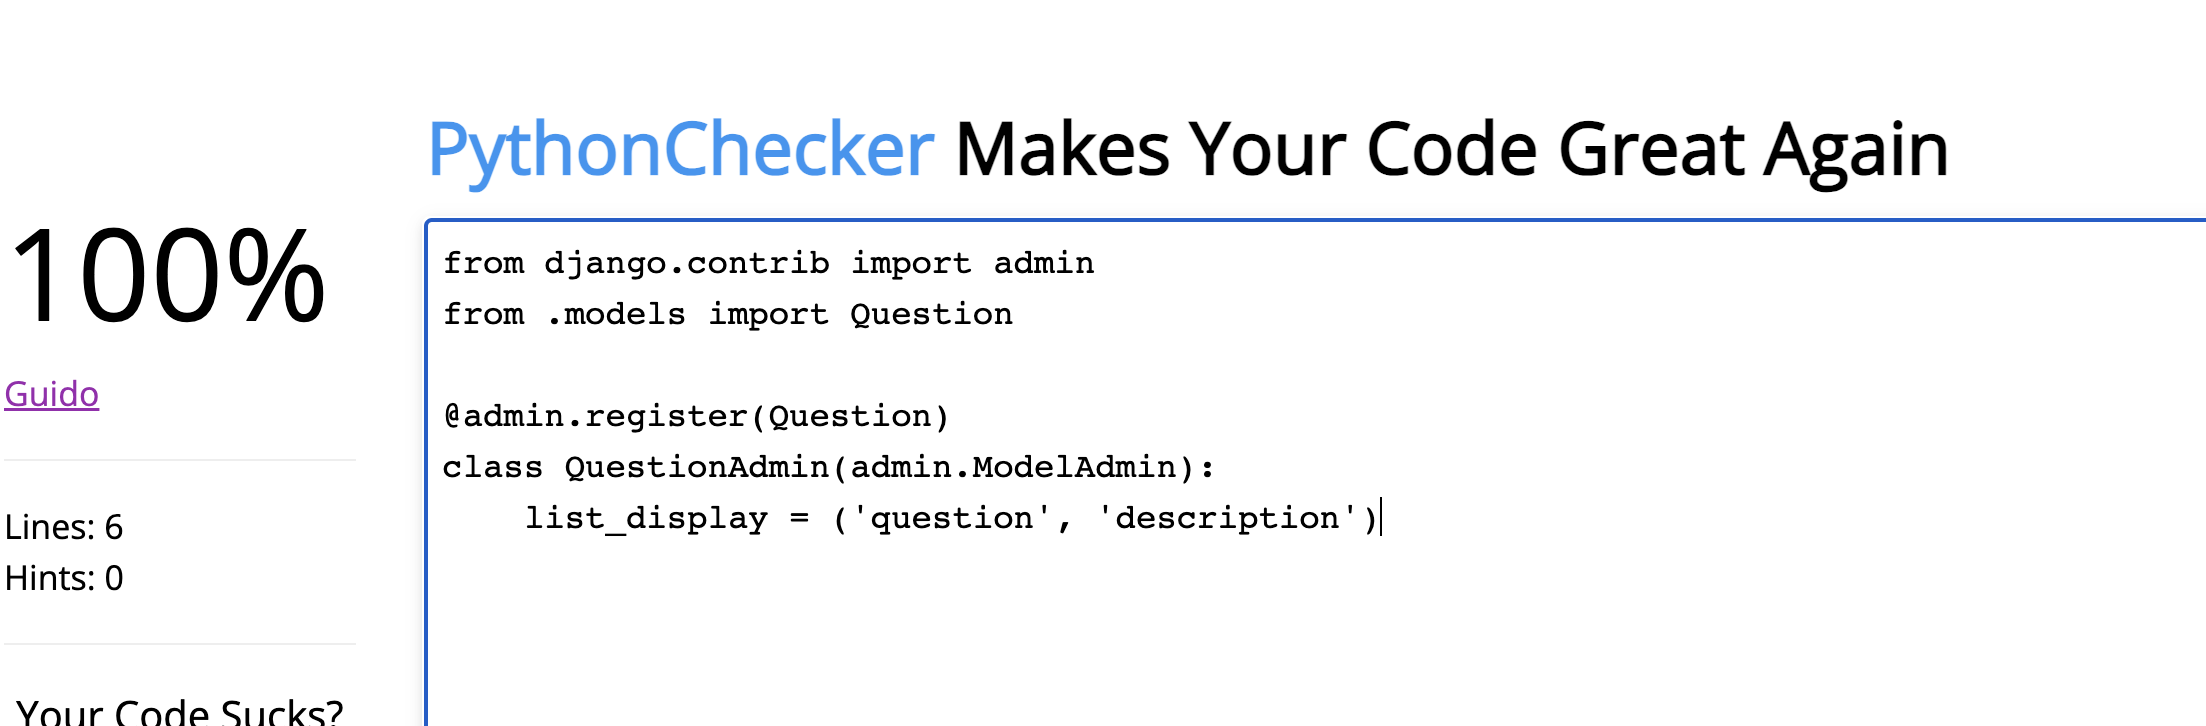 PythonChecker Makes Your Code Great Again
100%
Guido
Lines: 6
Hints: 0
Your Code Sucks?
from django.contrib import admin
from .models import Question
@admin.register(Question)
class QuestionAdmin(admin.ModelAdmin):
    list_display = ('question', 'description')